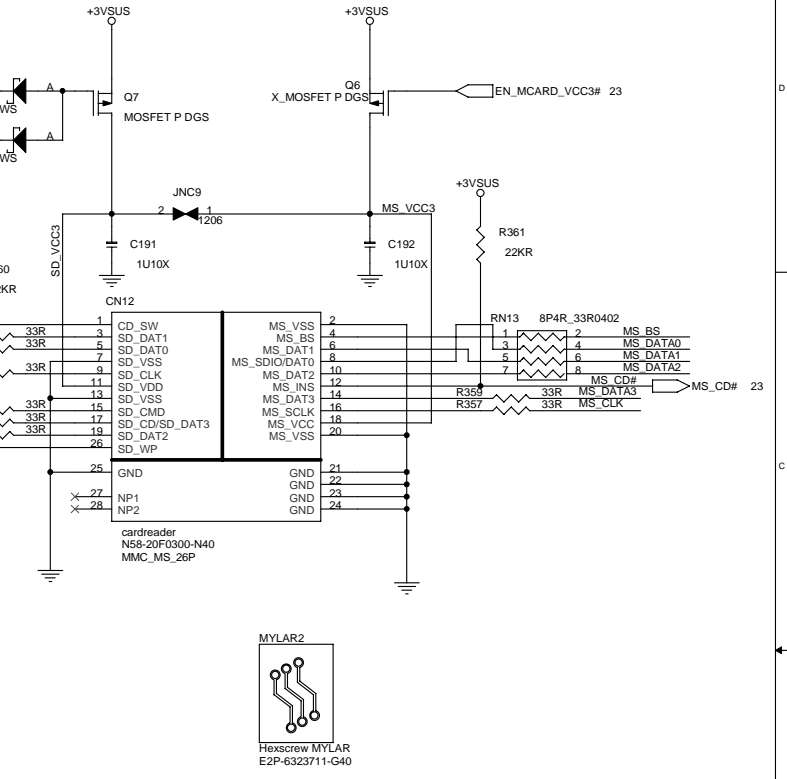 +3VSUS
+3VSUS
D
A
WS
A
WS
Q7
MOSFET P DGS
Q6
X_MOSFET P DGS
EN_MCARD_VCC3# 23
+3VSUS
JNC9
2
1
1206
MS_VCC3
SD_VCC3
C191
1U10X
C192
1U10X
R361
22KR
60
2KR
CN12
RN13
8P4R_33R0402
1 CD_SW
33R 3 SD_DAT1
33R 5 SD_DAT0
7 SD_VSS
33R 9 SD_CLK
11 SD_VDD
13 SD_VSS
33R 15 SD_CMD
33R 17 SD_CD/SD_DAT3
33R 19 SD_DAT2
26 SD_WP
MS_VSS 2
MS_BS 4
MS_DAT1 6
MS_SDIO/DAT0 8
MS_DAT2 10
MS_INS 12
MS_DAT3 14
MS_SCLK 16
MS_VCC 18
MS_VSS 20
1 2 MS_BS
3 4 MS_DATA0
5 6 MS_DATA1
7 8 MS_DATA2
MS_CD#
MS_CD# 23
R359 33R MS_DATA3
R357 33R MS_CLK
25 GND
27 NP1
28 NP2
GND 21
GND 22
GND 23
GND 24
C
cardreader
N58-20F0300-N40
MMC_MS_26P
MYLAR2
Hexscrew MYLAR
E2P-6323711-G40